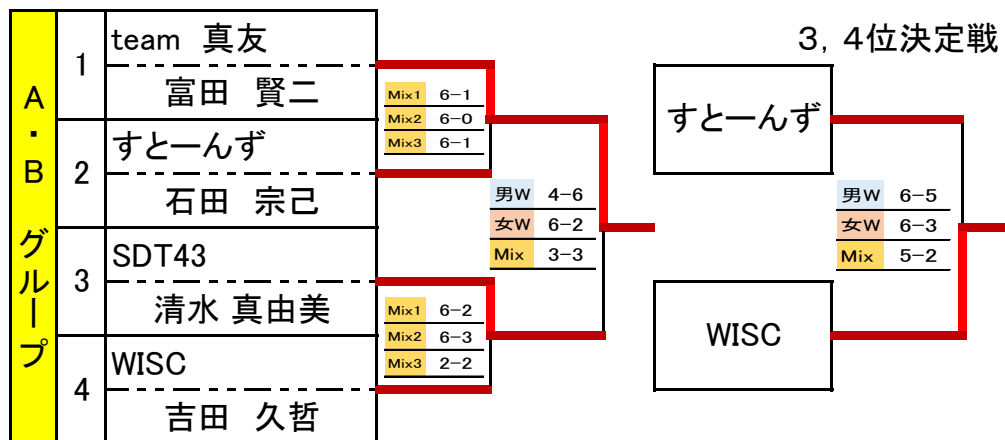 A・B グループ
1
team 真友
富田 賢二
2
すとーんず
石田 宗己
3
SDT43
清水 真由美
4
WISC
吉田 久哲
Mix1 6-1
Mix2 6-0
Mix3 6-1
Mix1 6-2
Mix2 6-3
Mix3 2-2
男W 4-6
女W 6-2
Mix 3-3
3, 4位決定戦
すとーんず
WISC
男W 6-5
女W 6-3
Mix 5-2